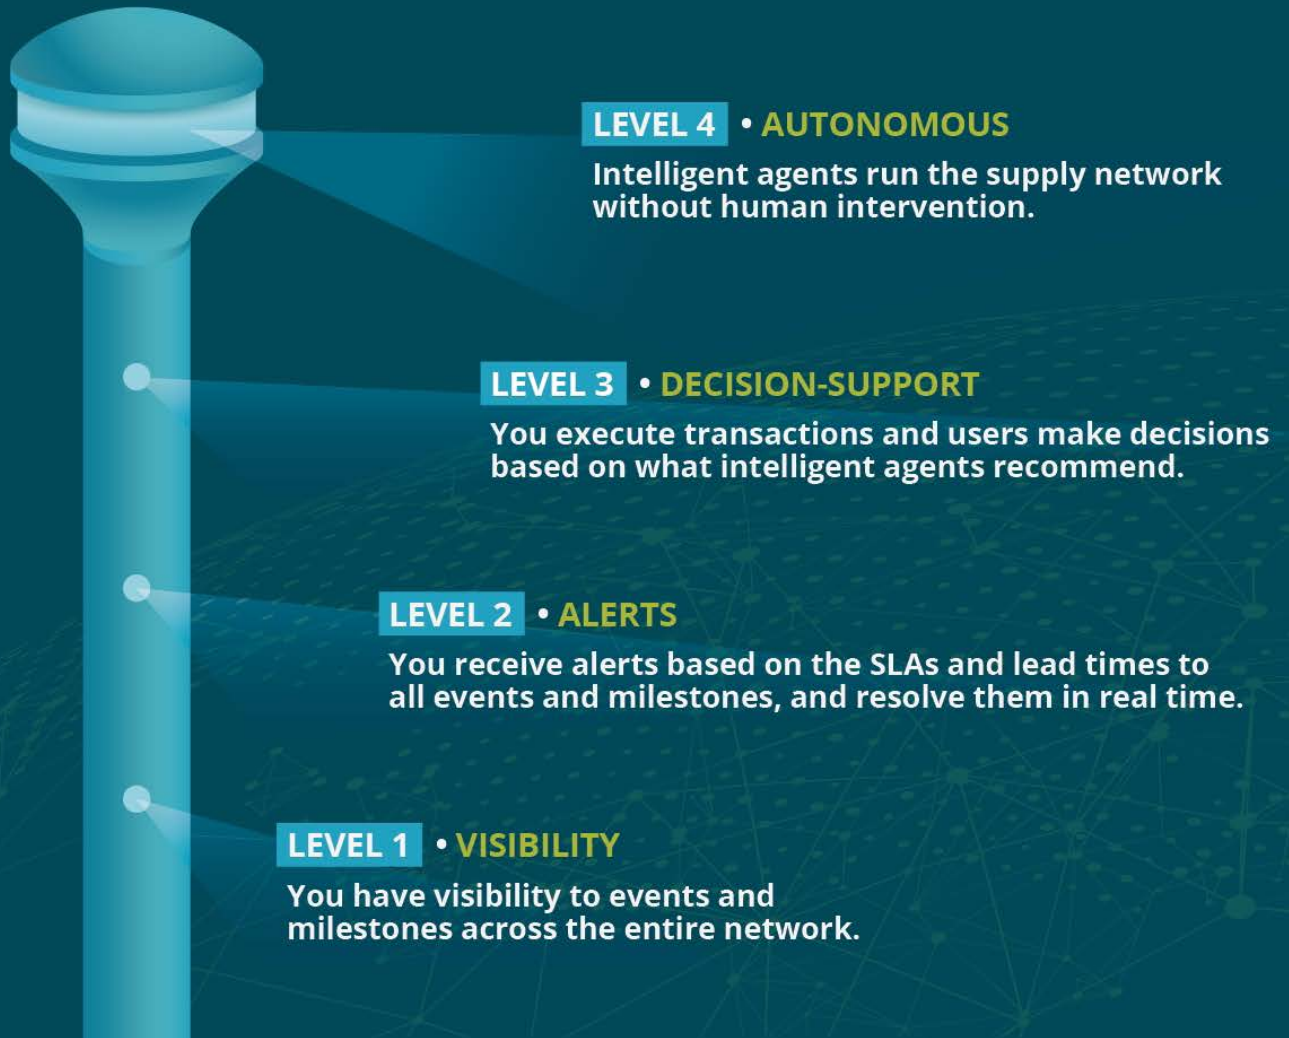 LEVEL 4 • AUTONOMOUS
Intelligent agents run the supply network
without human intervention.
LEVEL 3 • DECISION-SUPPORT
You execute transactions and users make decisions
based on what intelligent agents recommend.
LEVEL 2 • ALERTS
You receive alerts based on the SLAs and lead times to
all events and milestones, and resolve them in real time.
LEVEL 1 • VISIBILITY
You have visibility to events and
milestones across the entire network.